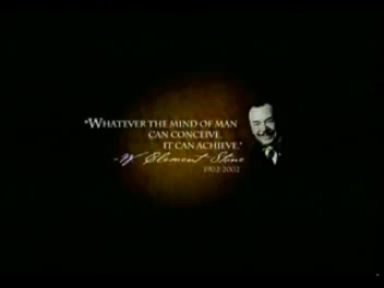 "WHATEVER THE MIND OF MAN
CAN CONCEIVE,
IT CAN ACHIEVE."
-W Clement Stone
1902-2002